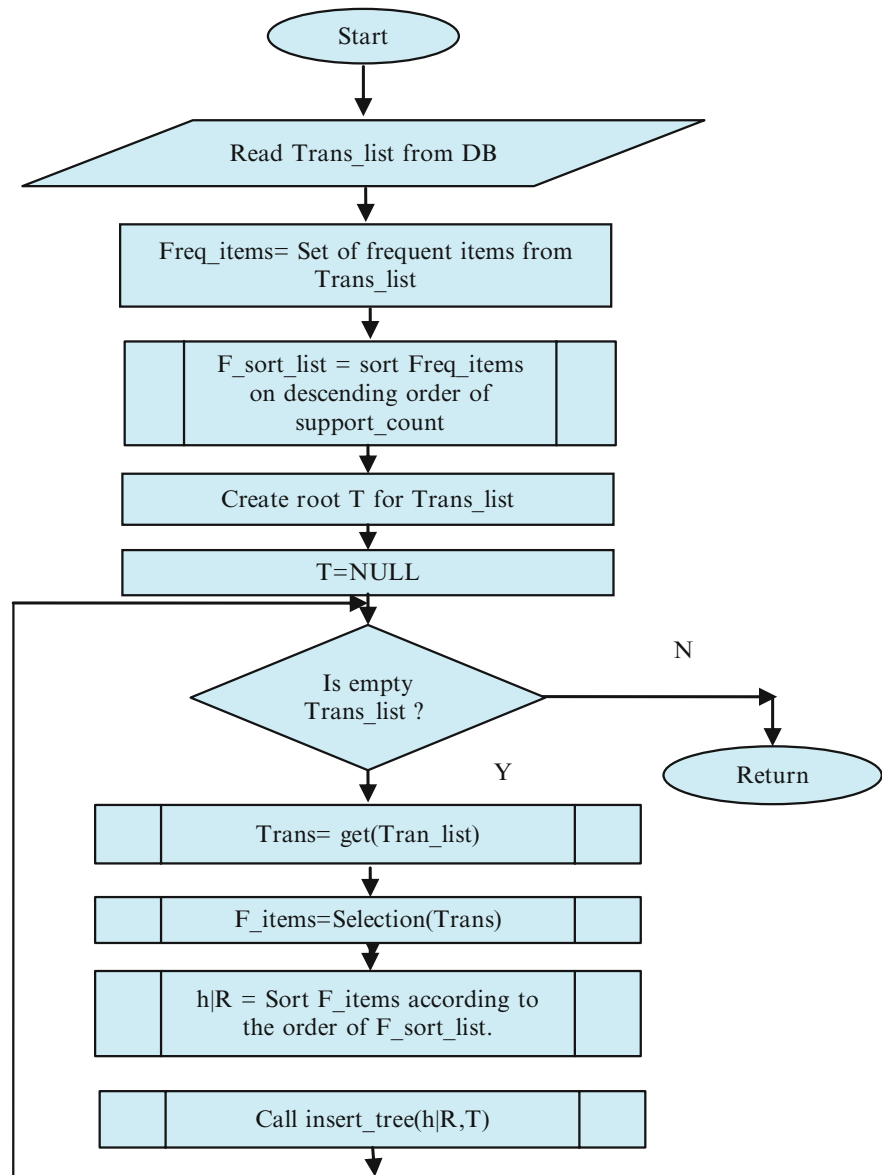 Start
Read Trans_list from DB
Freq_items= Set of frequent items from
Trans_list
F_sort_list = sort Freq_items
on descending order of
support_count
Create root T for Trans_list
T=NULL
Is empty
Trans_list ?
N
Return
Y
Trans= get(Tran_list)
F_items=Selection(Trans)
h|R = Sort F_items according to
the order of F_sort_list.
Call insert_tree(h|R,T)